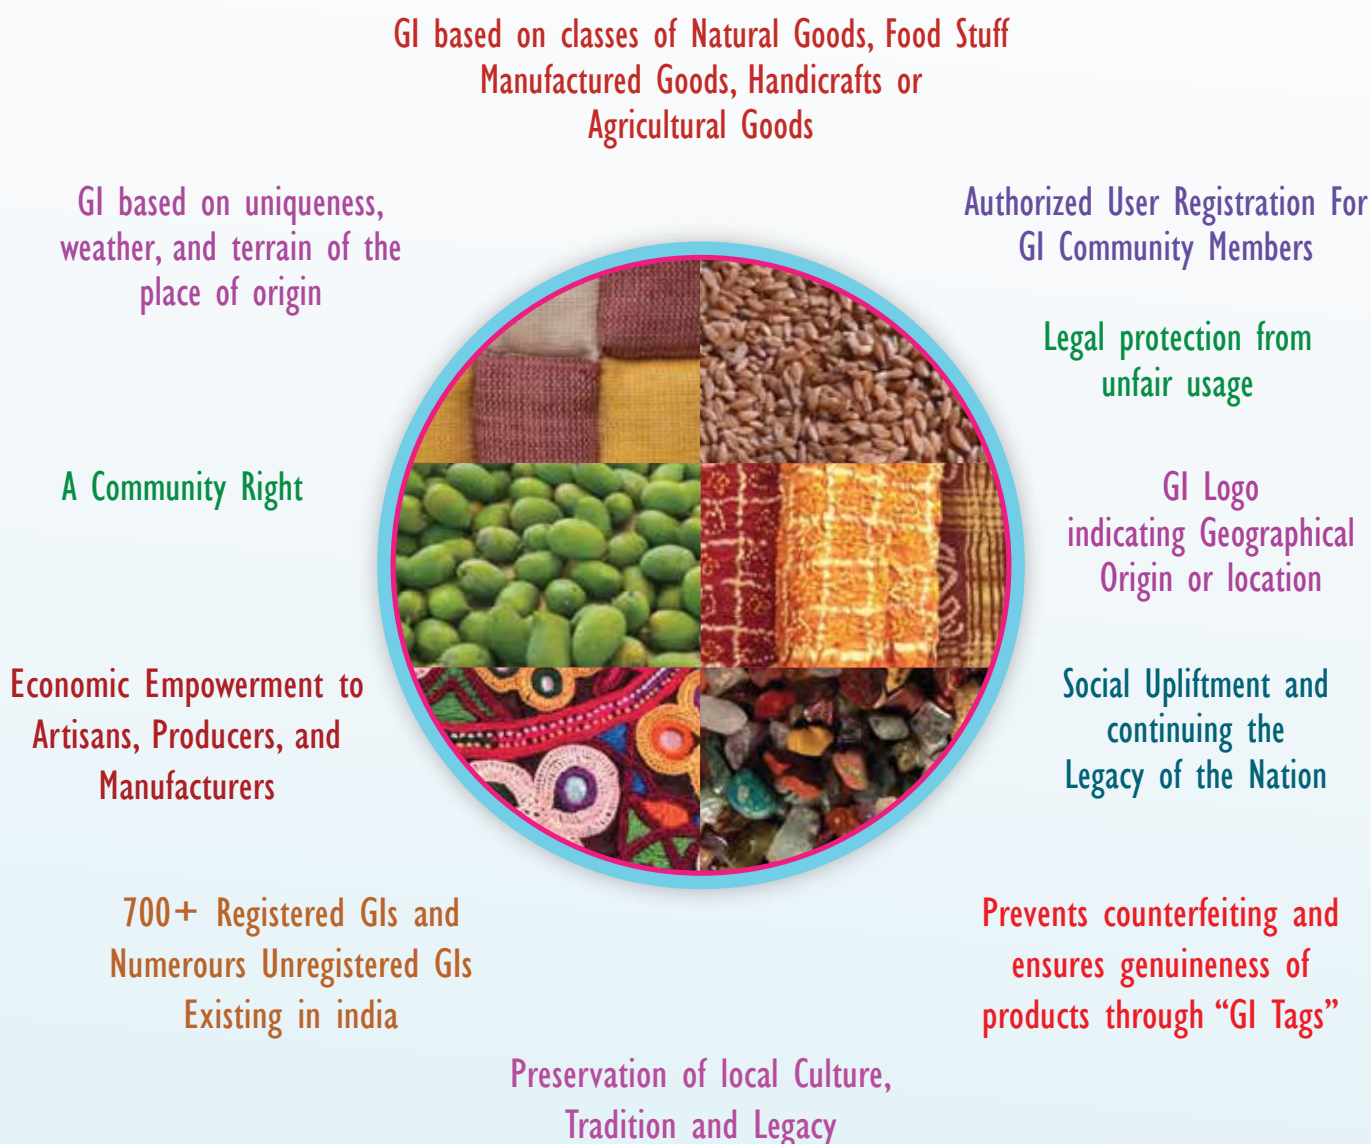 GI based on classes of Natural Goods, Food Stuff
Manufactured Goods, Handicrafts or
Agricultural Goods
GI based on uniqueness,
weather, and terrain of the
place of origin
Authorized User Registration For
GI Community Members
Legal protection from
unfair usage
A Community Right
GI Logo
indicating Geographical
Origin or location
Economic Empowerment to
Artisans, Producers, and
Manufacturers
Social Upliftment and
continuing the
Legacy of the Nation
700+ Registered GIs and
Numerours Unregistered GIs
Existing in india
Prevents counterfeiting and
ensures genuineness of
products through “GI Tags”
Preservation of local Culture,
Tradition and Legacy